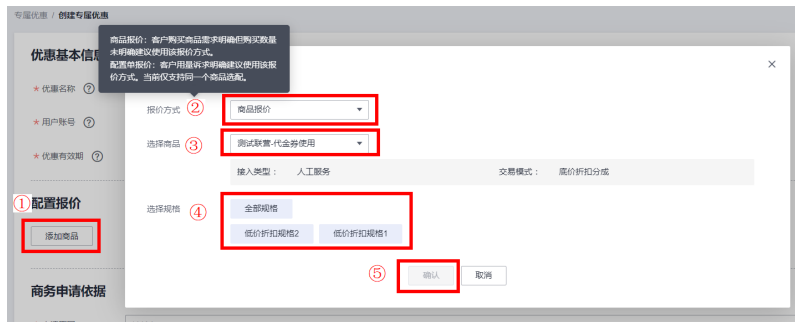 专属优惠 / 创建专属优惠
商品报价：客户购买商品需求明确但购买数量
未明确建议使用该报价方式。
配置单报价：客户用量诉求明确建议使用该报
价方式。当前仅支持同一个商品选配。
优惠基本信息
* 优惠名称 ?
* 用户账号 ?
* 优惠有效期 ?
×
报价方式 ② 商品报价
选择商品 ③ 测试联营-代金券使用
接入类型： 人工服务 交易模式： 底价折扣分成
① 配置报价
添加商品
选择规格 ④ 全部规格
低价折扣规格2 低价折扣规格1
⑤ 确认 取消
商务申请依据